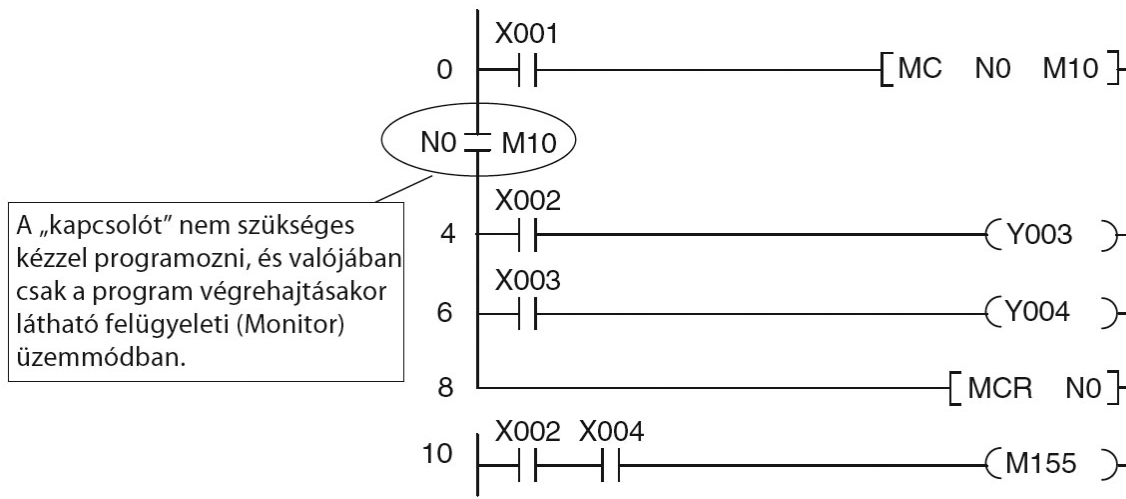 X001
0 MC N0 M10
N0 M10
A „kapcsolót” nem szükséges
kézzel programozni, és valójában
csak a program végrehajtásakor
látható felügyeleti (Monitor)
üzemmódban.
X002
4 Y003
X003
6 Y004
8 MCR N0
X002 X004
10 M155